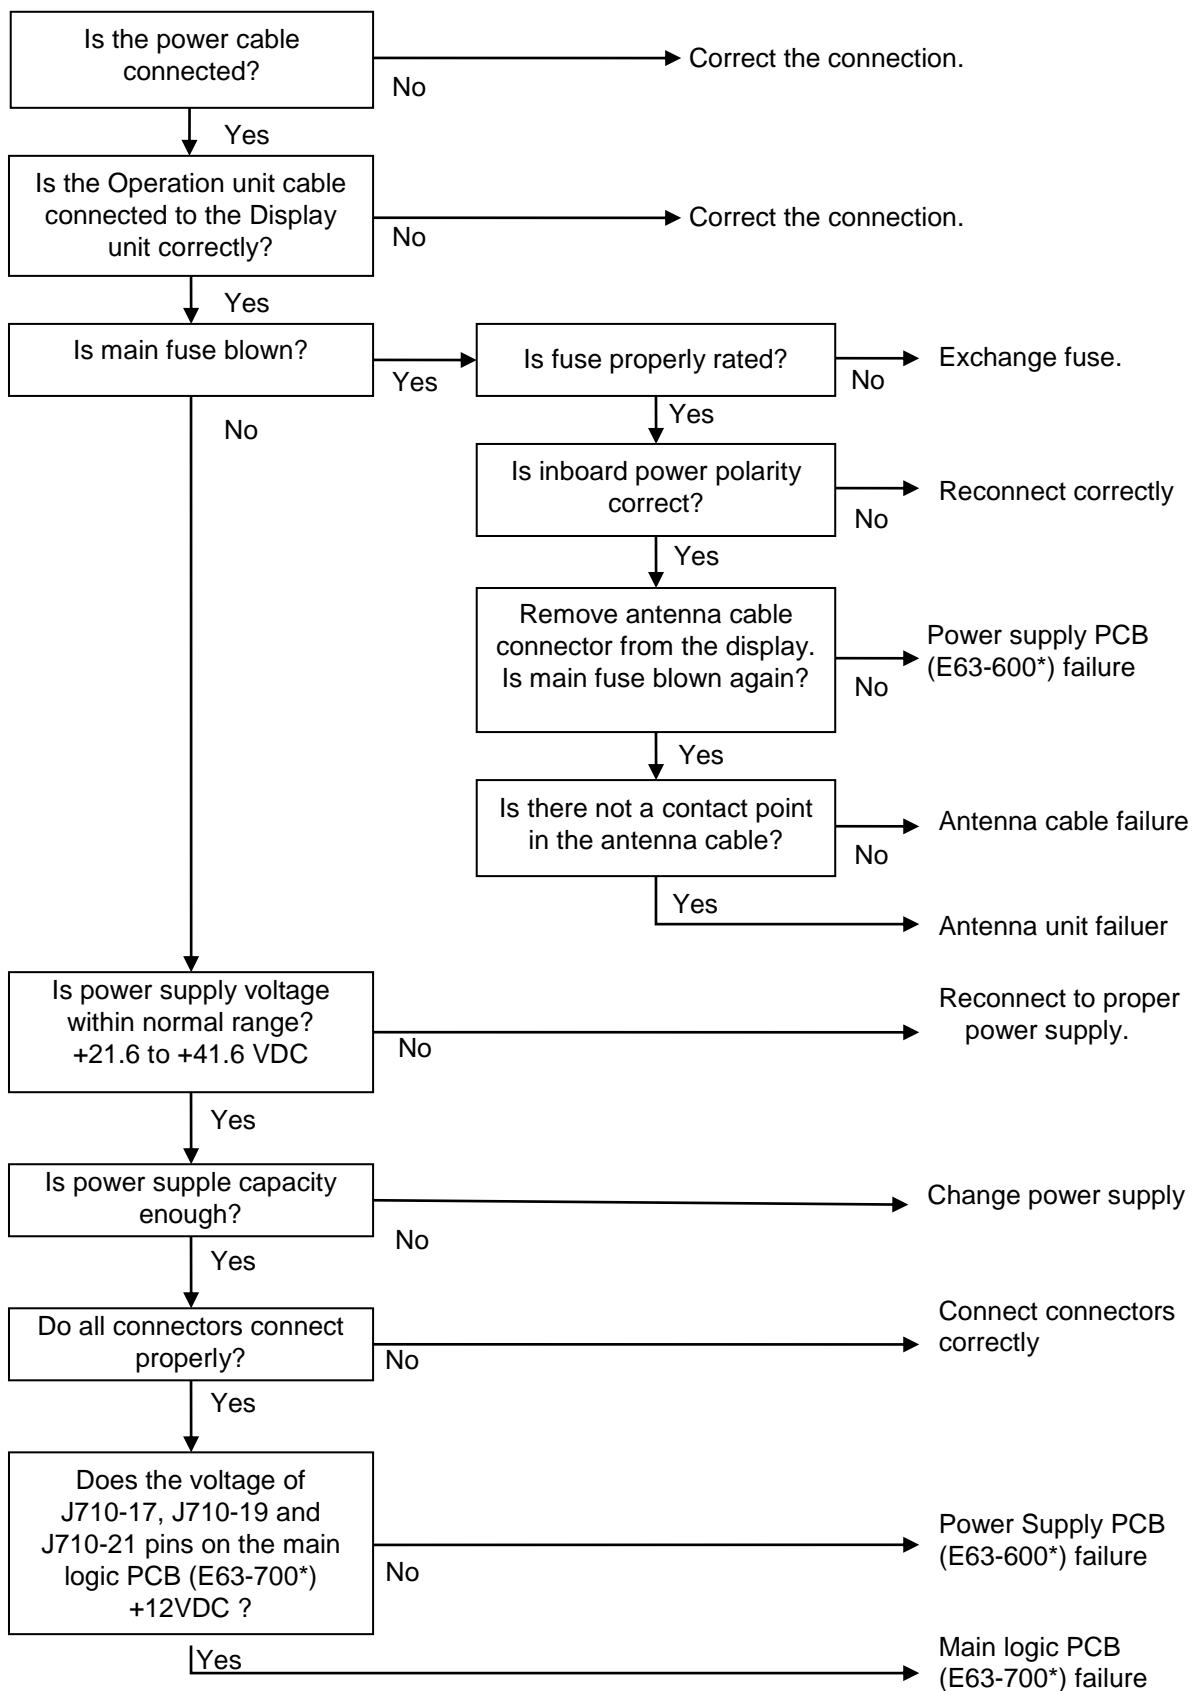 Is the power cable
connected?
No
Correct the connection.
Yes
Is the Operation unit cable
connected to the Display
unit correctly?
No
Correct the connection.
Yes
Is main fuse blown?
Yes
Is fuse properly rated?
No
Exchange fuse.
No
Yes
Is inboard power polarity
correct?
No
Reconnect correctly
Yes
Remove antenna cable
connector from the display.
Is main fuse blown again?
No
Power supply PCB
(E63-600*) failure
Yes
Is there not a contact point
in the antenna cable?
No
Antenna cable failure
Yes
Antenna unit failuer
Is power supply voltage
within normal range?
+21.6 to +41.6 VDC
No
Reconnect to proper
power supply.
Yes
Is power supple capacity
enough?
No
Change power supply
Yes
Do all connectors connect
properly?
No
Connect connectors
correctly
Yes
Does the voltage of
J710-17, J710-19 and
J710-21 pins on the main
logic PCB (E63-700*)
+12VDC ?
No
Power Supply PCB
(E63-600*) failure
Yes
Main logic PCB
(E63-700*) failure